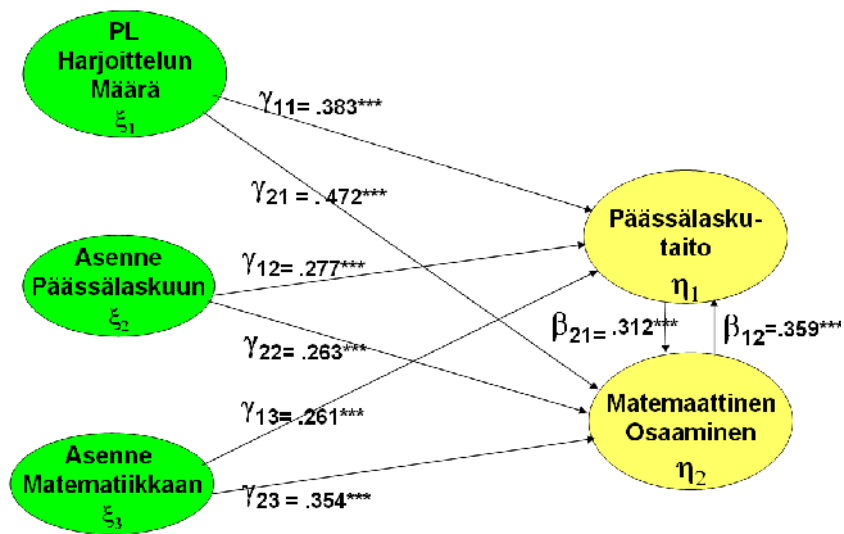 PL
Harjoittelun
Määrä
ξ1
γ11= .383***
γ21 = .472***
Päässälasku-
taito
η1
Asenne
Päässälaskuun
ξ2
γ12= .277***
γ22= .263***
β21= .312***
β12=.359***
γ13= .261***
Matemaattinen
Osaaminen
η2
Asenne
Matematiikkaan
ξ3
γ23 = .354***